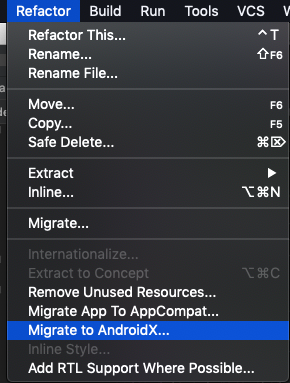 Refactor Build Run Tools VCS
Refactor This... ⌃T
Rename... ⇧F6
Rename File...
Move... F6
Copy... F5
Safe Delete... ⌘⌦
Extract ▶
Inline... ⌥⌘N
Migrate...
Internationalize...
Extract to Concept ⌥⌘C
Remove Unused Resources...
Migrate App To AppCompat...
Migrate to AndroidX...
Inline Style...
Add RTL Support Where Possible...